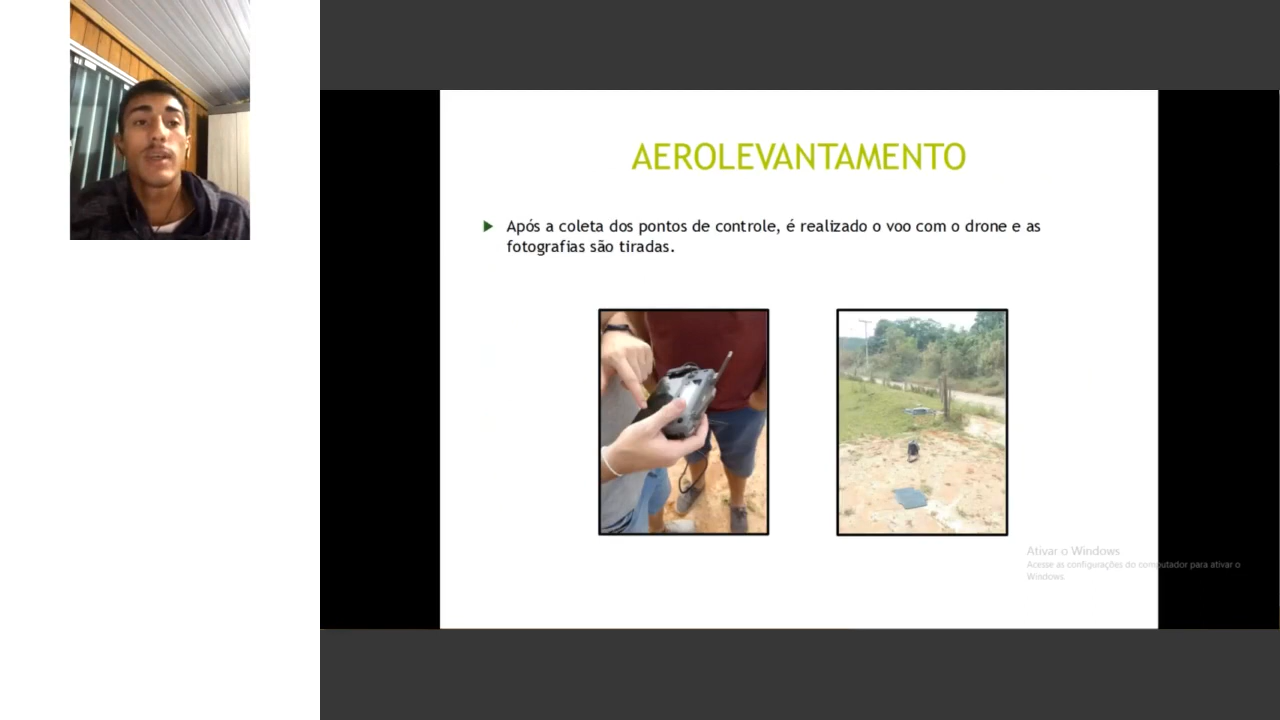 AEROLEVANTAMENTO
Após a coleta dos pontos de controle, é realizado o voo com o drone e as
fotografias são tiradas.
Ativar o Windows
Acesse as configurações do computador para ativar o
Windows.